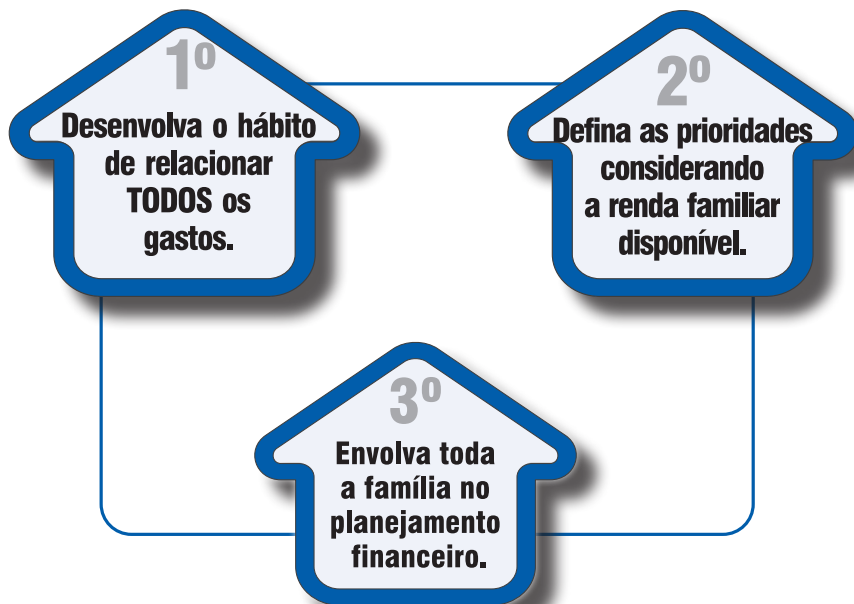 1º
Desenvolva o hábito
de relacionar
TODOS os
gastos.
2º
Defina as prioridades
considerando
a renda familiar
disponível.
3º
Envolva toda
a família no
planejamento
financeiro.